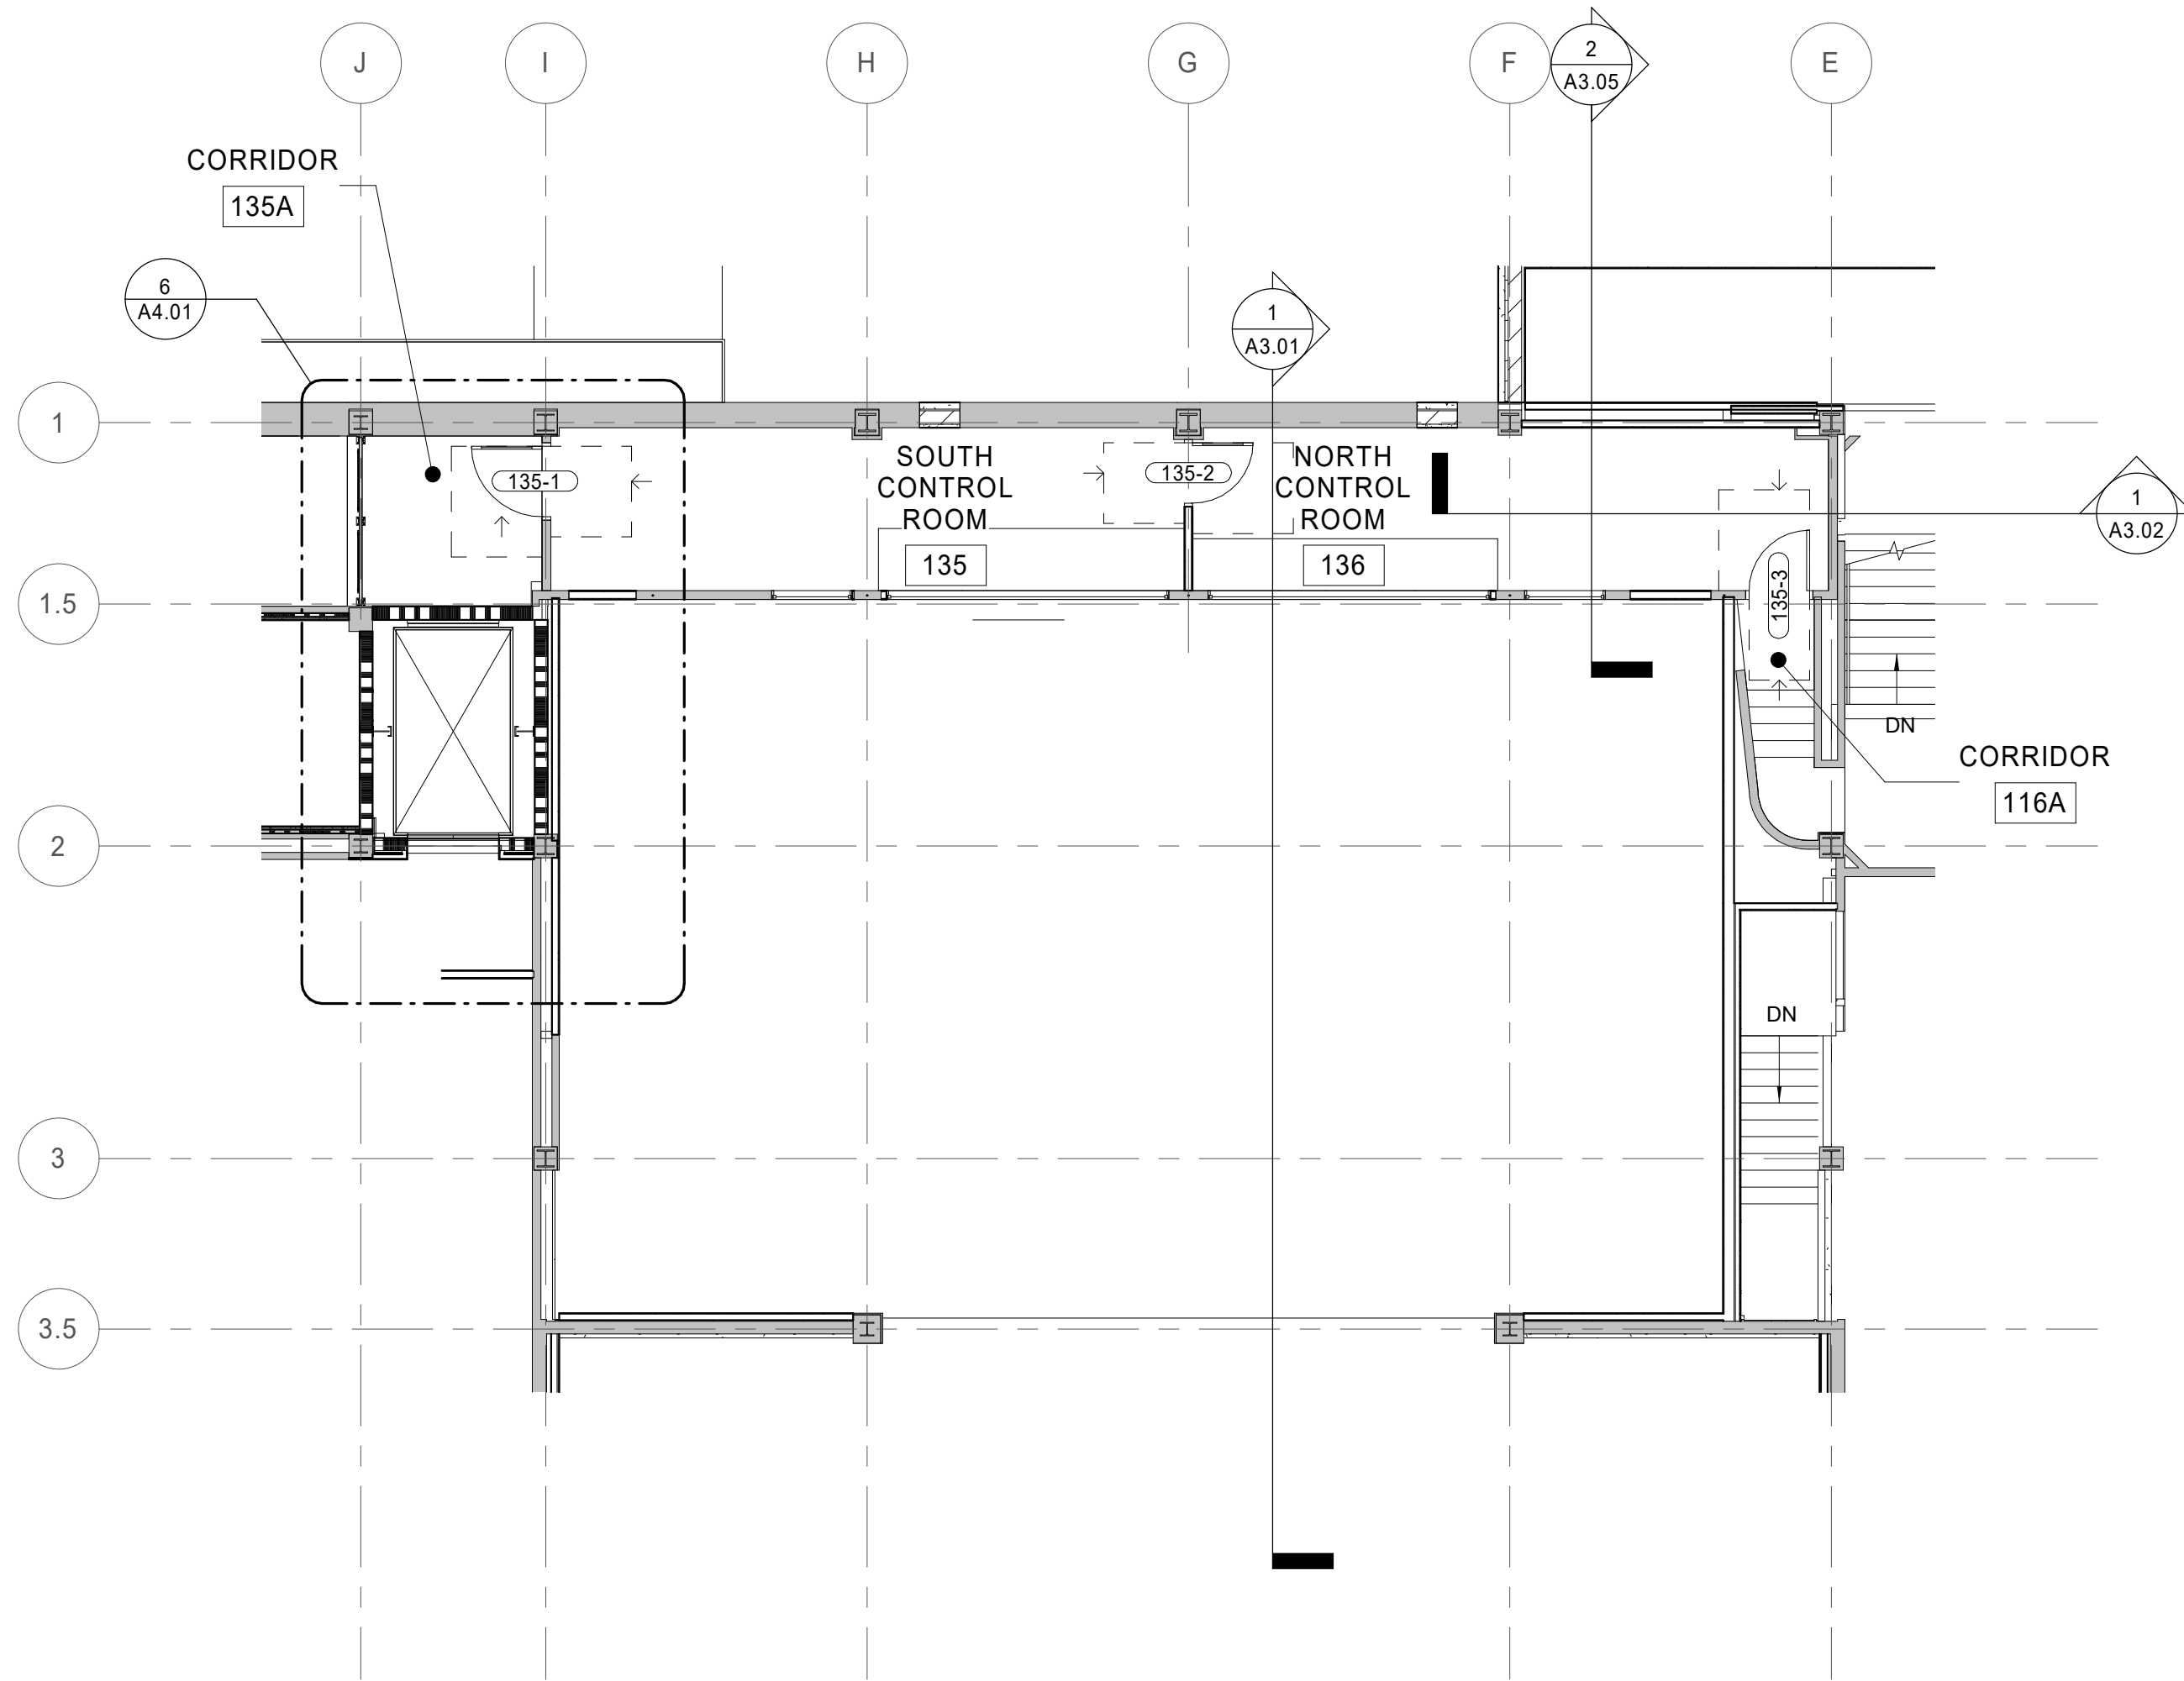 J
I
H
G
F
2
A3.05
E
CORRIDOR
135A
6
A4.01
1
A3.01
1
SOUTH
CONTROL
ROOM
135
135-1
135-2
NORTH
CONTROL
ROOM
136
1
A3.02
1.5
135-3
DN
CORRIDOR
116A
2
DN
3
3.5